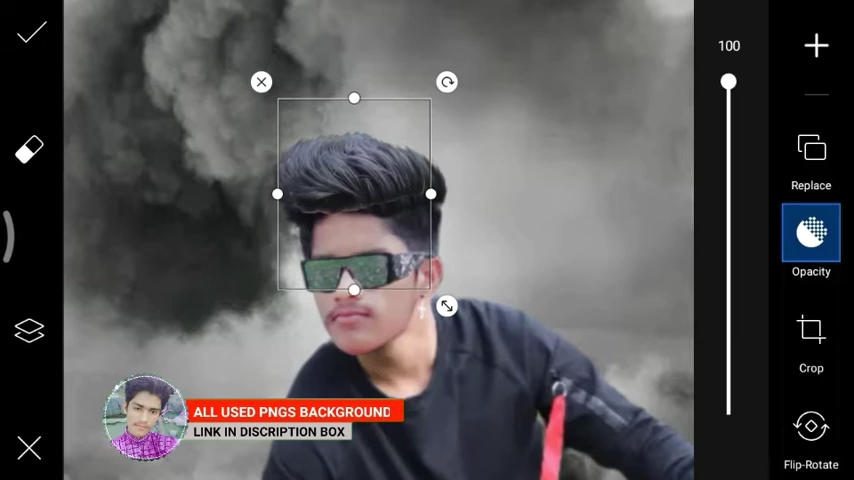 100
Replace
Opacity
Crop
Flip-Rotate
ALL USED PNGS BACKGROUND
LINK IN DISCRIPTION BOX